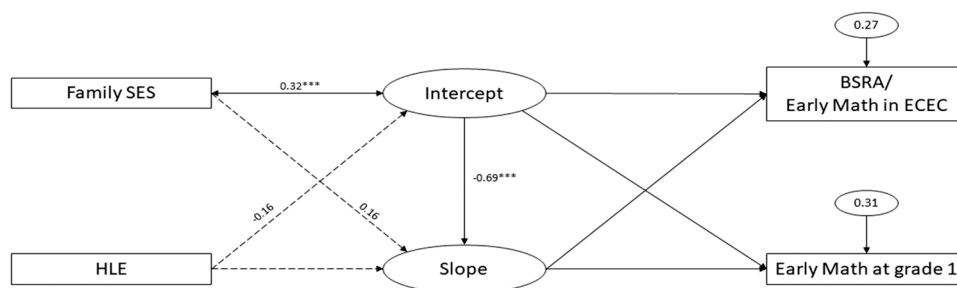 0.27
Family SES
0.32***
Intercept
BSRA/
Early Math in ECEC
-0.69***
-0.16
0.16
0.31
HLE
Slope
Early Math at grade 1